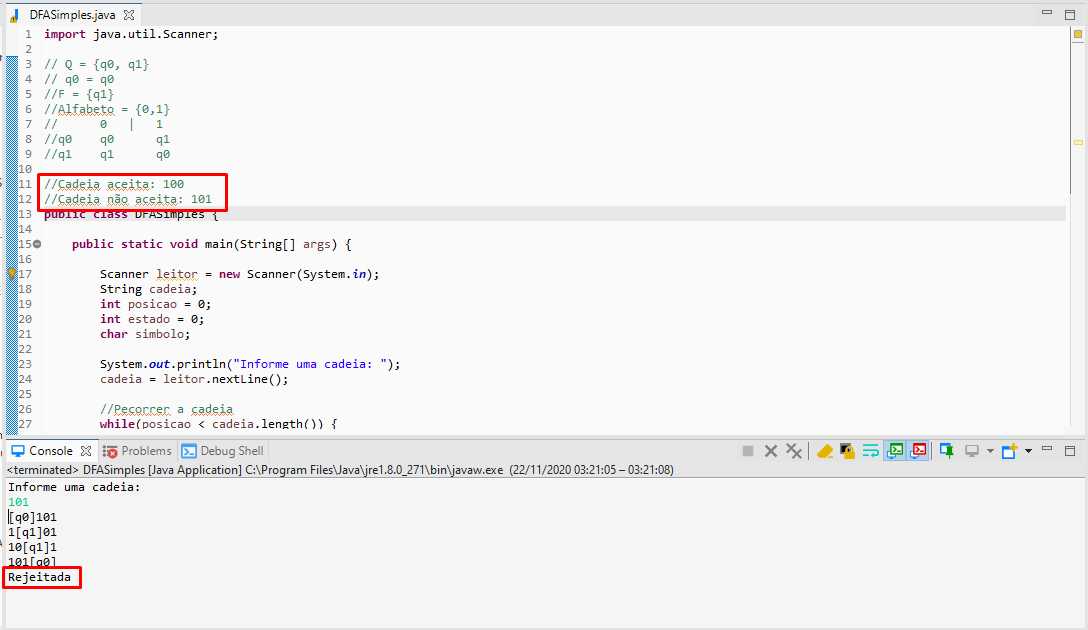 DFASimples.java
1 import java.util.Scanner;
2
3 // Q = {q0, q1}
4 // q0 = q0
5 //F = {q1}
6 //Alfabeto = {0,1}
7 //      0   |   1
8 //q0    q0      q1
9 //q1    q1      q0
10
11 //Cadeia aceita: 100
12 //Cadeia não aceita: 101
13 public class DFASimples {
14
15     public static void main(String[] args) {
16
17         Scanner leitor = new Scanner(System.in);
18         String cadeia;
19         int posicao = 0;
20         int estado = 0;
21         char simbolo;
22
23         System.out.println("Informe uma cadeia: ");
24         cadeia = leitor.nextLine();
25
26         //Pecorrer a cadeia
27         while(posicao < cadeia.length()) {
Console Problems Debug Shell
<terminated> DFASimples [Java Application] C:\Program Files\Java\jre1.8.0_271\bin\javaw.exe (22/11/2020 03:21:05 – 03:21:08)
Informe uma cadeia:
101
[q0]101
1[q1]01
10[q1]1
101[q0]
Rejeitada